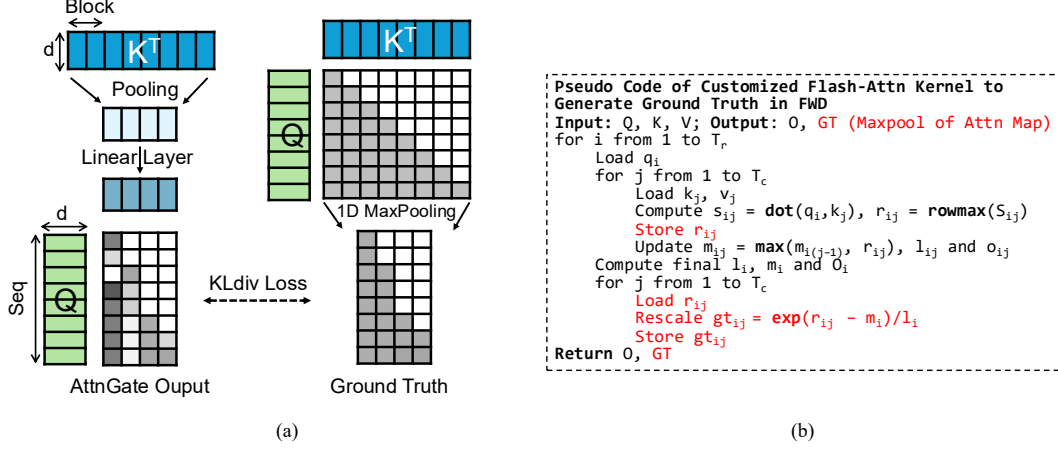 Block
d
K^T
Pooling
Linear Layer
d
Seq
Q
AttnGate Ouput
KLdiv Loss
K^T
Q
1D MaxPooling
Ground Truth
(a)
Pseudo Code of Customized Flash-Attn Kernel to
Generate Ground Truth in FWD
Input: Q, K, V; Output: O, GT (Maxpool of Attn Map)
for i from 1 to T_r
Load q_i
for j from 1 to T_c
Load k_j, v_j
Compute s_ij = dot(q_i,k_j), r_ij = rowmax(S_ij)
Store r_ij
Update m_ij = max(m_i(j-1), r_ij), l_ij and o_ij
Compute final l_i, m_i and O_i
for j from 1 to T_c
Load r_ij
Rescale gt_ij = exp(r_ij - m_i)/l_i
Store gt_ij
Return O, GT
(b)